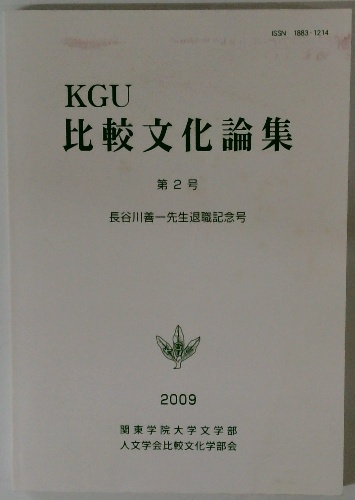 ISSN 1883-1214
KGU
比較文化論集
第2号
長谷川善一先生退職記念号
2009
関東学院大学文学部
人文学会比較文化学部会